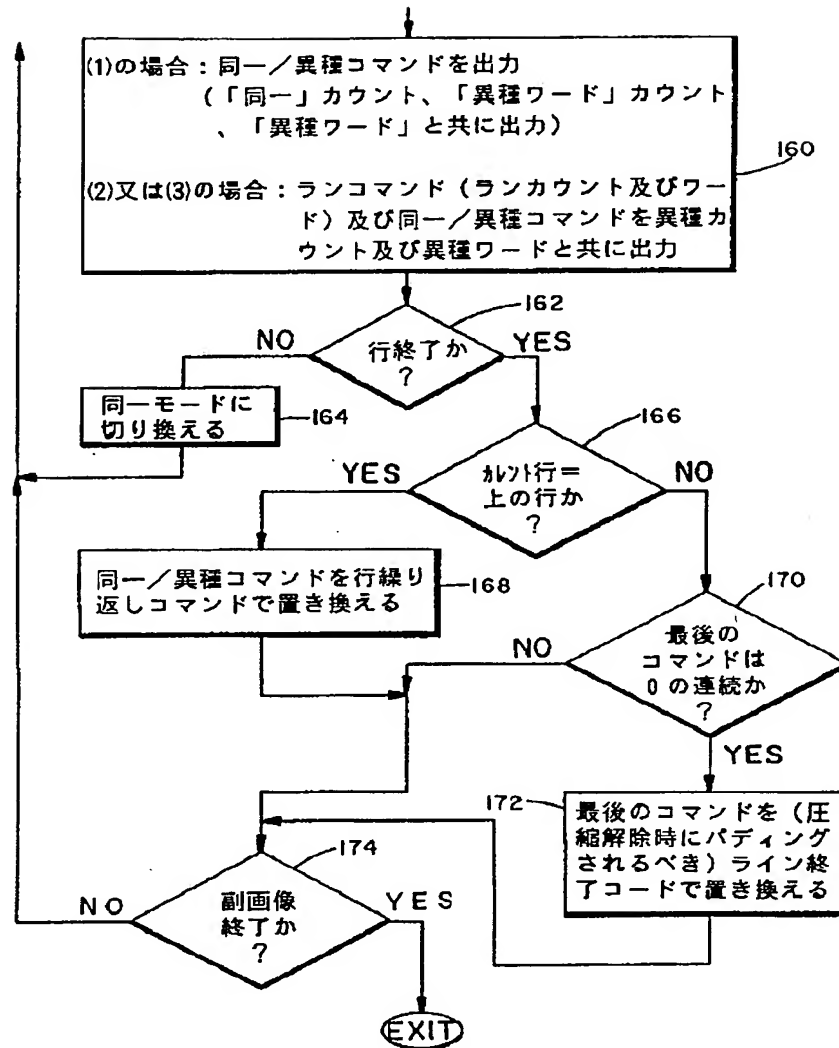 (1)の場合：同一／異種コマンドを出力
（「同一」カウント、「異種ワード」カウント
、「異種ワード」と共に出力）
(2)又は(3)の場合：ランコマンド（ランカウント及びワー
ド）及び同一／異種コマンドを異種カ
ウント及び異種ワードと共に出力
160
162
NO
YES
行終了か
？
同一モードに
切り換える
164
166
YES
NO
ｶﾚﾝﾄ行＝
上の行か
？
同一／異種コマンドを行繰り
返しコマンドで置き換える
168
170
NO
最後の
コマンドは
0の連続か
？
YES
172
最後のコマンドを（圧
縮解除時にパディング
されるべき）ライン終
了コードで置き換える
174
NO
YES
副画像
終了か
？
EXIT